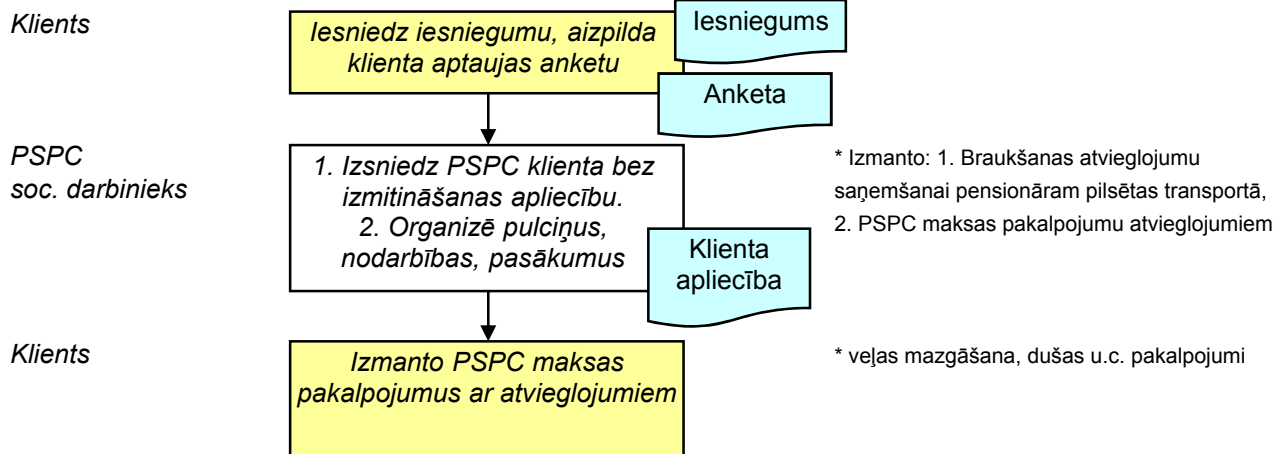 Klients
Iesniedz iesniegumu, aizpilda
klienta aptaujas anketu
Iesniegums
Anketa
PSPC
soc. darbinieks
1. Izsniedz PSPC klienta bez
izmitināšanas apliecību.
2. Organizē pulciņus,
nodarbības, pasākumus
Klienta
apliecība
* Izmanto: 1. Braukšanas atvieglojumu
saņemšanai pensionāram pilsētas transportā,
2. PSPC maksas pakalpojumu atvieglojumiem
Klients
Izmanto PSPC maksas
pakalpojumus ar atvieglojumiem
* veļas mazgāšana, dušas u.c. pakalpojumi